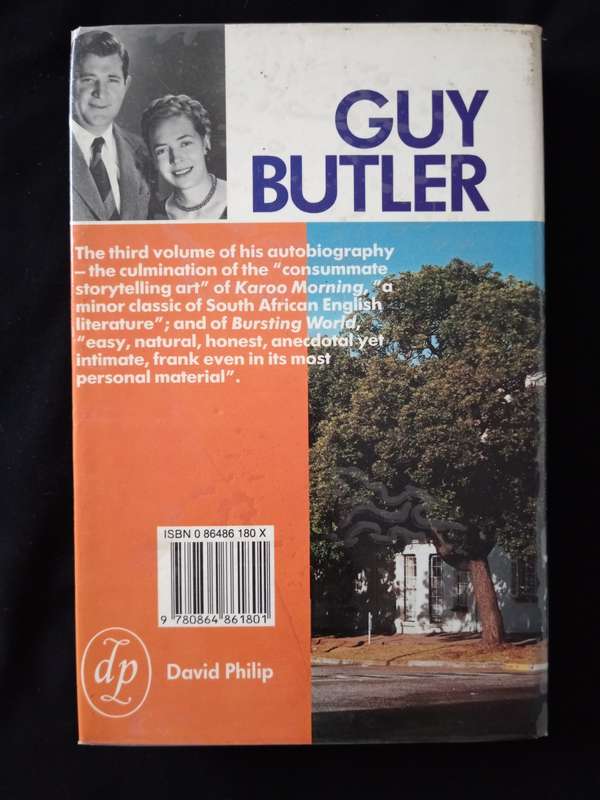 GUY
BUTLER
The third volume of his autobiography
– the culmination of the “consummate
storytelling art” of Karoo Morning, “a
minor classic of South African English
literature”; and of Bursting World,
“easy, natural, honest, anecdotal yet
intimate, frank even in its most
personal material”.
ISBN 0 86486 180 X
9 780864 861801
dp
David Philip